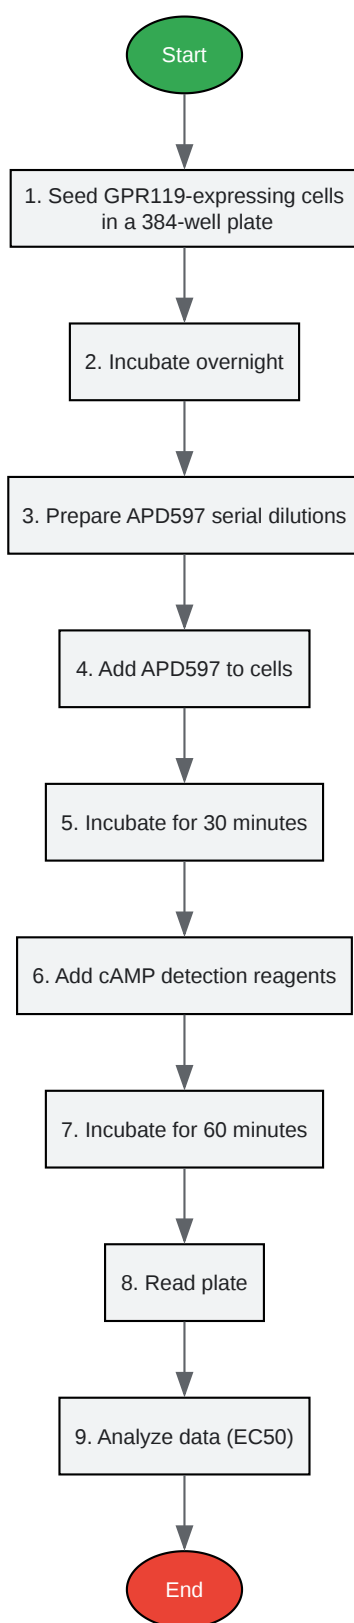 Start
1. Seed GPR119-expressing cells
in a 384-well plate
2. Incubate overnight
3. Prepare APD597 serial dilutions
4. Add APD597 to cells
5. Incubate for 30 minutes
6. Add cAMP detection reagents
7. Incubate for 60 minutes
8. Read plate
9. Analyze data (EC50)
End